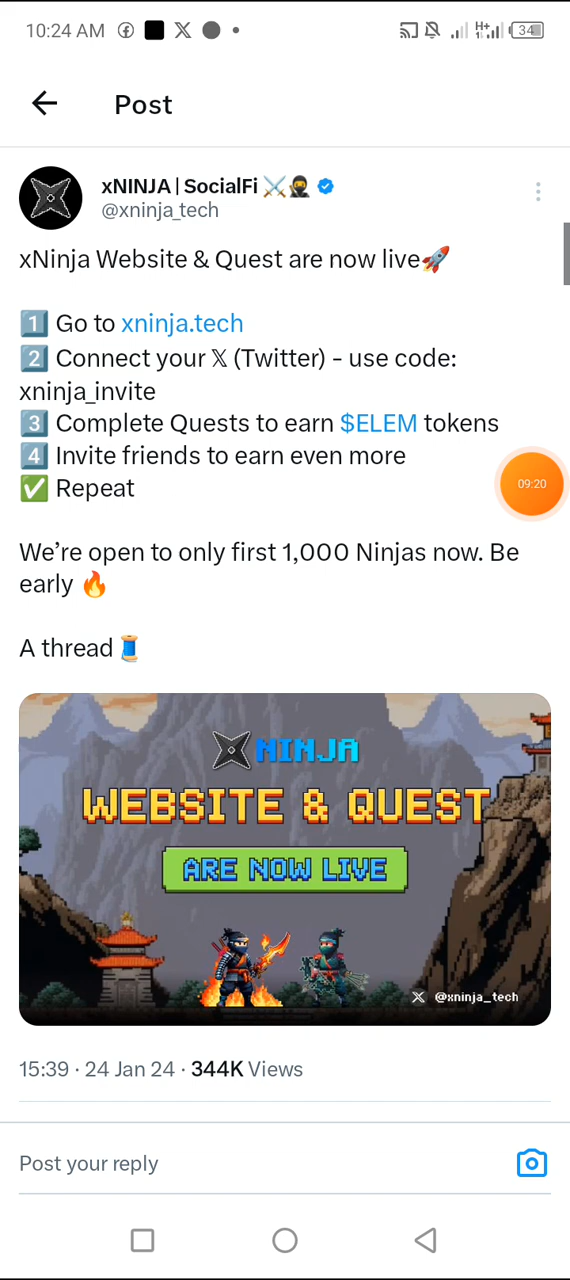 10:24 AM
34
Post
xNINJA | SocialFi ⚔️🥷
@xninja_tech
xNinja Website & Quest are now live🚀
1️⃣ Go to xninja.tech
2️⃣ Connect your 𝕏 (Twitter) - use code:
xninja_invite
3️⃣ Complete Quests to earn $ELEM tokens
4️⃣ Invite friends to earn even more
✅ Repeat
09:20
We’re open to only first 1,000 Ninjas now. Be
early 🔥
A thread 🧵
NINJA
WEBSITE & QUEST
ARE NOW LIVE
X @xninja_tech
15:39 · 24 Jan 24 · 344K Views
Post your reply